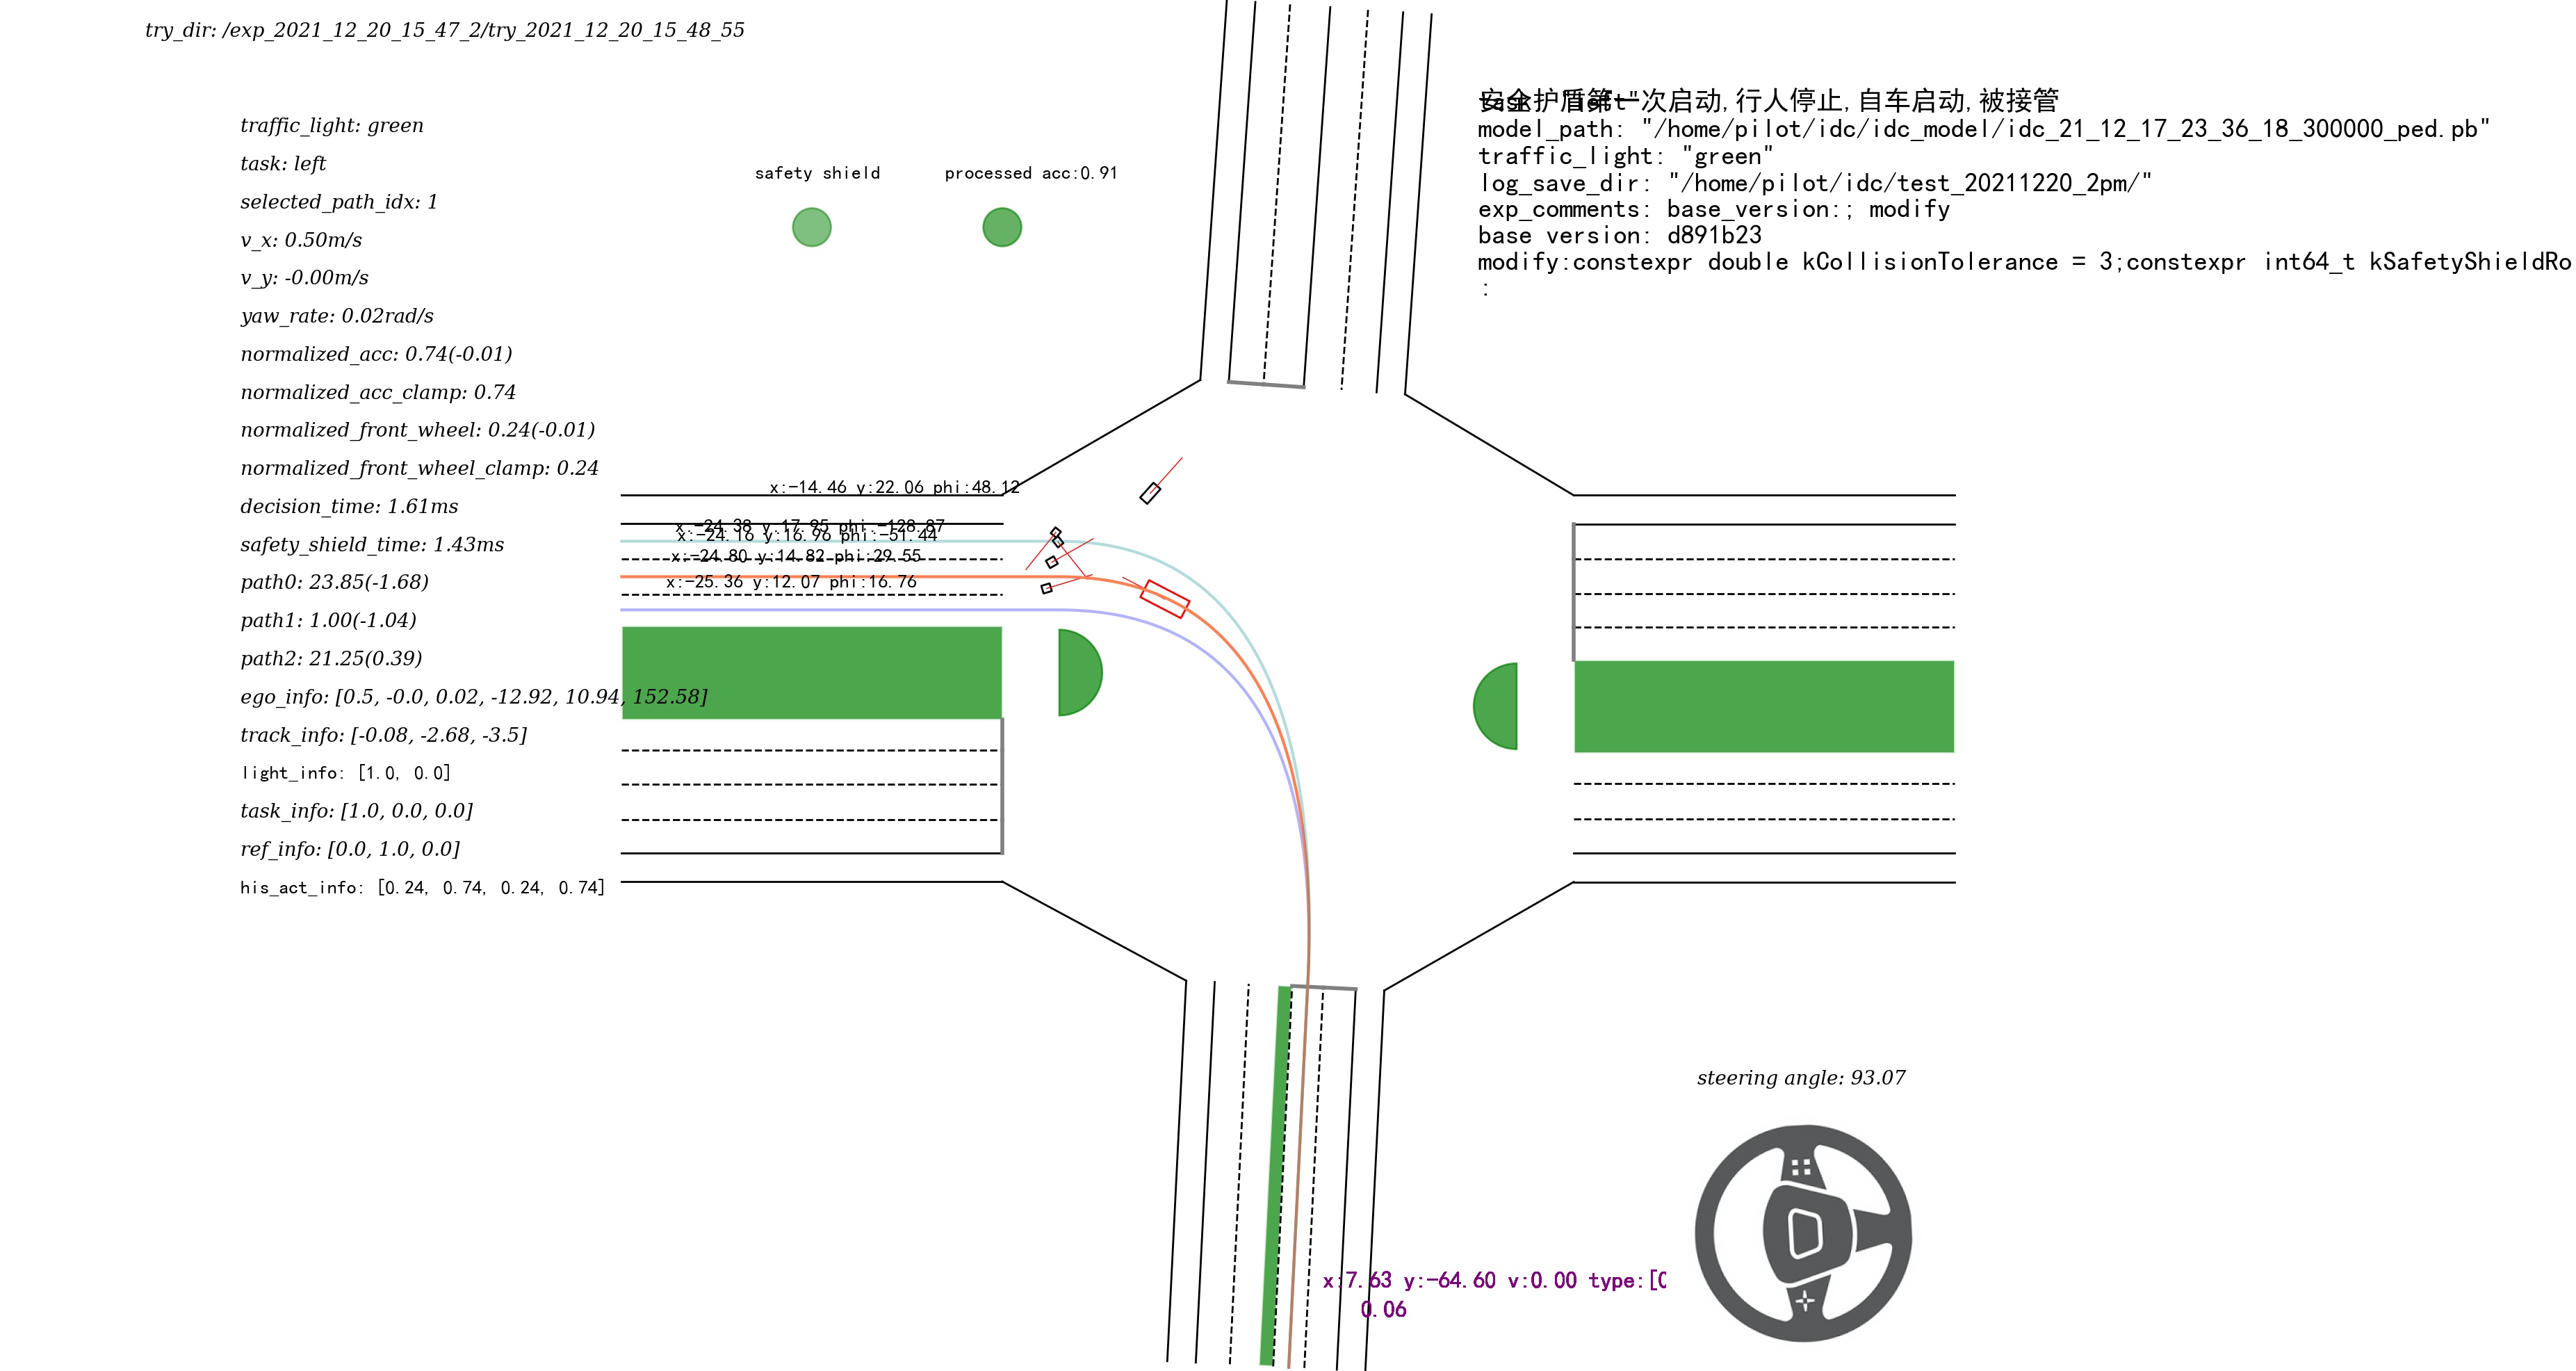 try_dir: /exp_2021_12_20_15_47_2/try_2021_12_20_15_48_55
traffic_light: green
task: left
selected_path_idx: 1
v_x: 0.50m/s
v_y: -0.00m/s
yaw_rate: 0.02rad/s
normalized_acc: 0.74(-0.01)
normalized_acc_clamp: 0.74
normalized_front_wheel: 0.24(-0.01)
normalized_front_wheel_clamp: 0.24
decision_time: 1.61ms
safety_shield_time: 1.43ms
path0: 23.85(-1.68)
path1: 1.00(-1.04)
path2: 21.25(0.39)
ego_info: [0.5, -0.0, 0.02, -12.92, 10.94, 152.58]
track_info: [-0.08, -2.68, -3.5]
light_info: [1.0, 0.0]
task_info: [1.0, 0.0, 0.0]
ref_info: [0.0, 1.0, 0.0]
his_act_info: [0.24, 0.74, 0.24, 0.74]
safety shield
processed acc:0.91
安全护盾第一次启动,行人停止,自车启动,被接管
task: "left"
model_path: "/home/pilot/idc/idc_model/idc_21_12_17_23_36_18_300000_ped.pb"
traffic_light: "green"
log_save_dir: "/home/pilot/idc/test_20211220_2pm/"
exp_comments: base_version:; modify
base version: d891b23
modify:constexpr double kCollisionTolerance = 3;constexpr int64_t kSafetyShieldRo
:
x:-14.46 y:22.06 phi:48.12
x:-24.38 y:17.95 phi:-128.87
x:-24.16 y:16.96 phi:-51.44
x:-24.80 y:14.82 phi:29.55
x:-25.36 y:12.07 phi:16.76
steering angle: 93.07
x:7.63 y:-64.60 v:0.00 type:[0
0.06